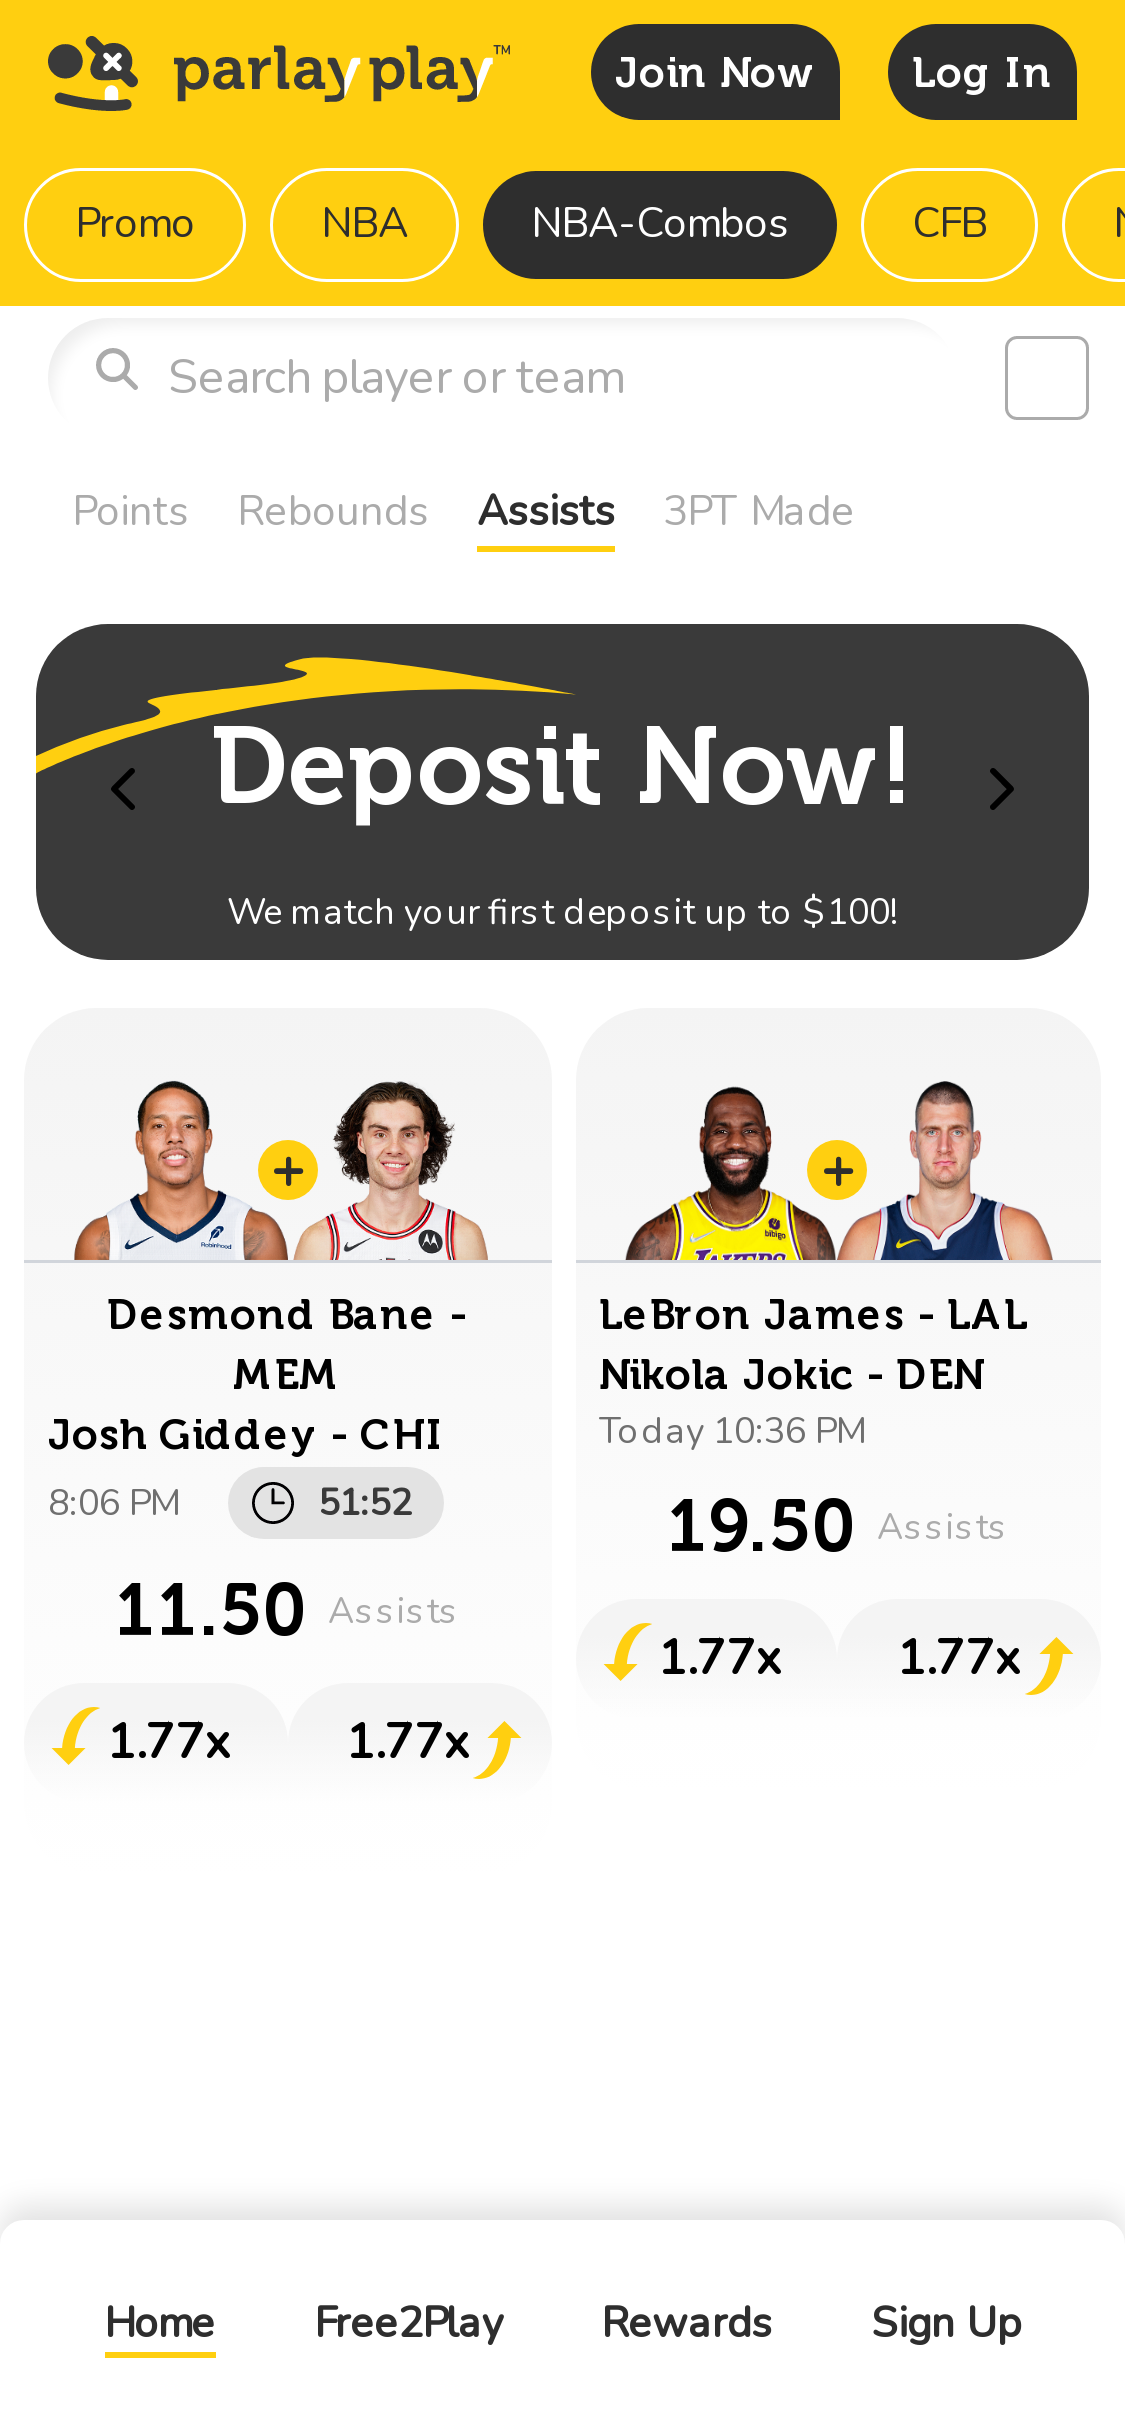 parlayplay™
Join Now
Log In
Promo
NBA
NBA-Combos
CFB
Search player or team
Points
Rebounds
Assists
3PT Made
Deposit Now!
We match your first deposit up to $100!
Desmond Bane -
MEM
Josh Giddey - CHI
8:06 PM
51:52
11.50 Assists
1.77x
1.77x
LeBron James - LAL
Nikola Jokic - DEN
Today 10:36 PM
19.50 Assists
1.77x
1.77x
Home
Free2Play
Rewards
Sign Up